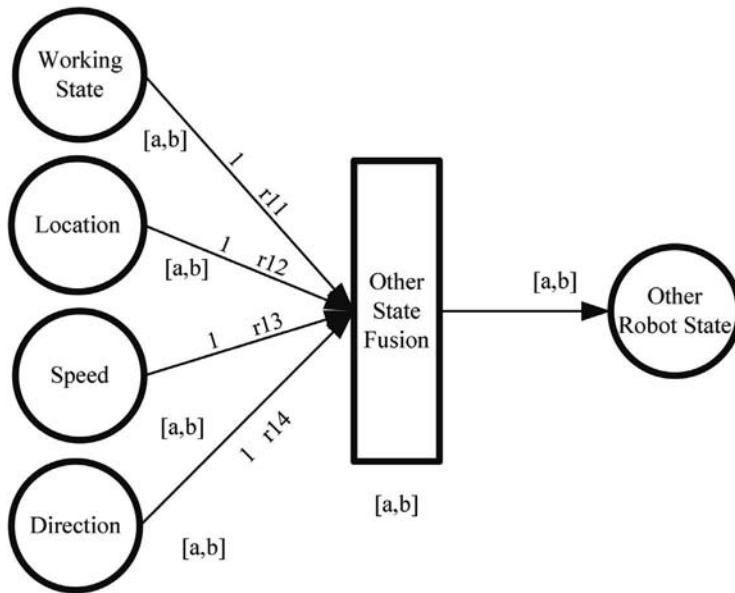 Working
State
[a,b]
1 r11
Location
[a,b]
1 r12
Speed
1 r13
[a,b]
Direction
1 r14
[a,b]
Other
State
Fusion
[a,b]
[a,b]
Other
Robot State